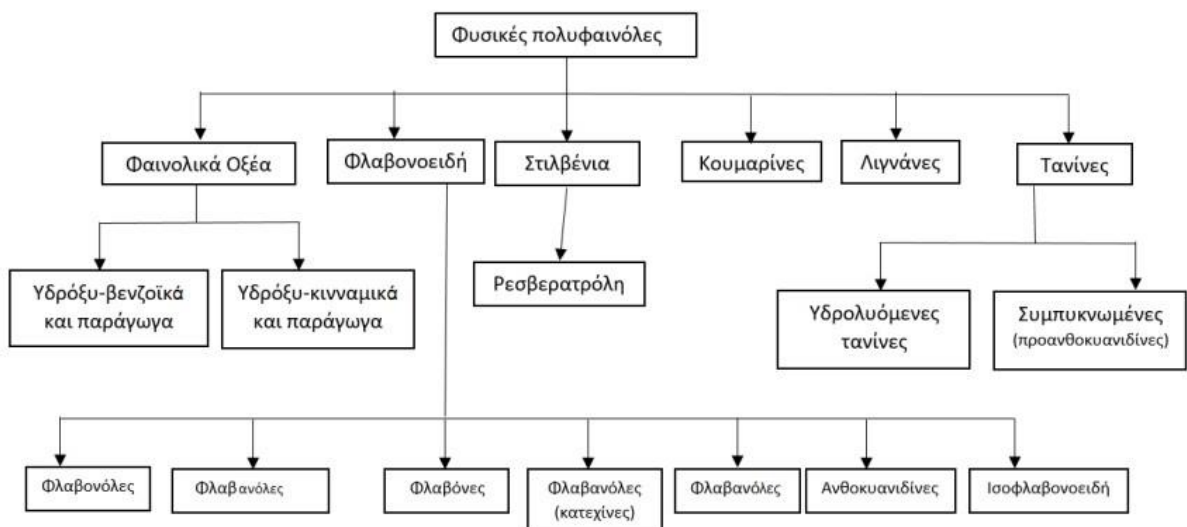 Φυσικές πολυφαινόλες
Φαινολικά Οξέα
Φλαβονοειδή
Στιλβένια
Κουμαρίνες
Λιγνάνες
Τανίνες
Υδρόξυ-βενζοϊκά
και παράγωγα
Υδρόξυ-κινναμικά
και παράγωγα
Ρεσβερατρόλη
Υδρολυόμενες
τανίνες
Συμπυκνωμένες
(προανθοκυανιδίνες)
Φλαβονόλες
Φλαβανόλες
Φλαβόνες
Φλαβανόλες
(κατεχίνες)
Φλαβανόλες
Ανθοκυανιδίνες
Ισοφλαβονοειδή